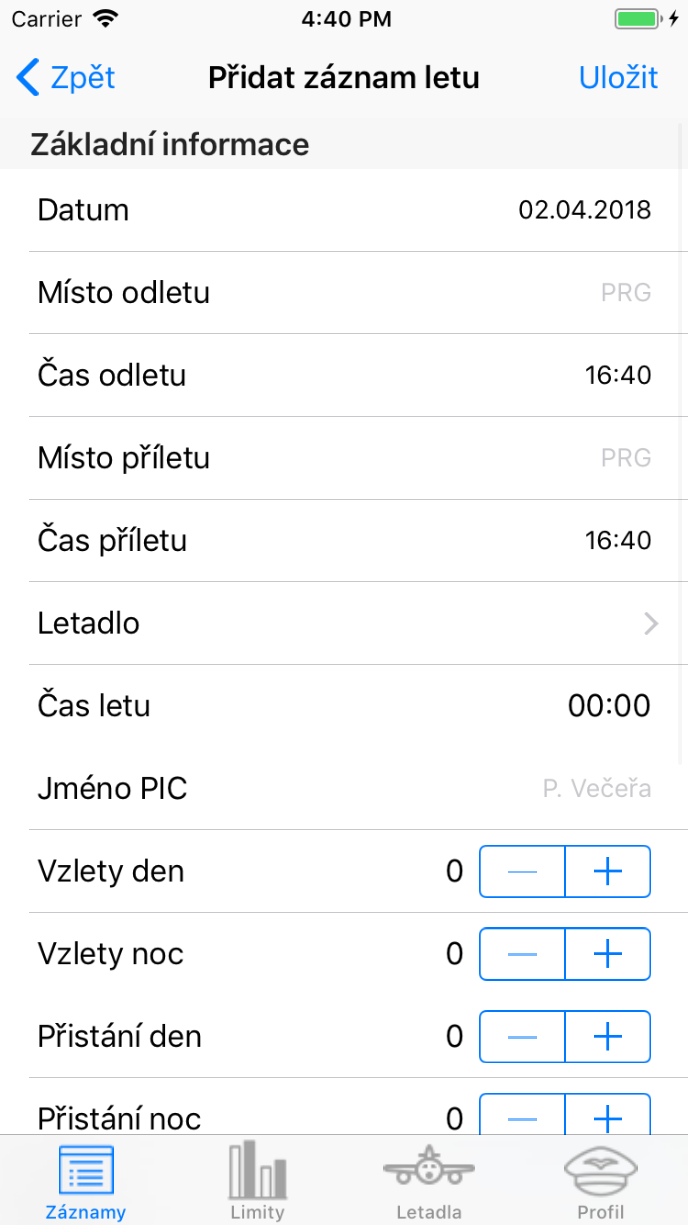 Carrier 4:40 PM
Zpět Přidat záznam letu Uložit
Základní informace
Datum 02.04.2018
Místo odletu PRG
Čas odletu 16:40
Místo příletu PRG
Čas příletu 16:40
Letadlo
Čas letu 00:00
Jméno PIC P. Večeřa
Vzlety den 0 — +
Vzlety noc 0 — +
Přistání den 0 — +
Přistání noc 0 — +
Záznamy Limity Letadla Profil